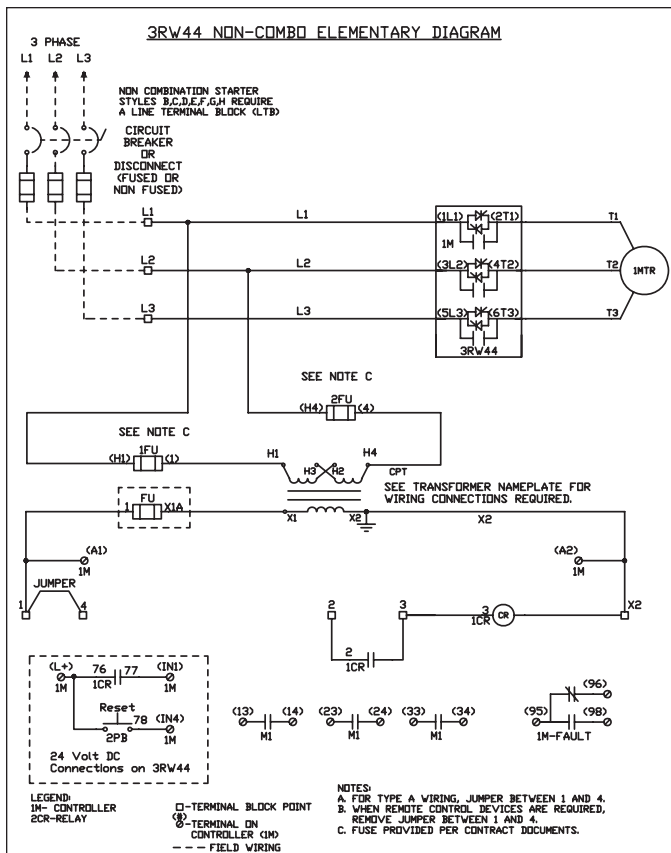 3RW44 NON-COMBO ELEMENTARY DIAGRAM
3 PHASE
L1 L2 L3
NON COMBINATION STARTER
STYLES B,C,D,E,F,G,H REQUIRE
A LINE TERMINAL BLOCK (LTB)
CIRCUIT
BREAKER
OR
DISCONNECT
(FUSED OR
NON FUSED)
L1 L1 (1L1) (2T1) T1
1M
L2 L2 (3L2) (4T2) T2 1MTR
L3 L3 (5L3) (6T3) T3
3RW44
SEE NOTE C
2FU
(H4) (4)
SEE NOTE C
1FU
(H1) (1)
H1 H3 H2 H4
CPT
SEE TRANSFORMER NAMEPLATE FOR
WIRING CONNECTIONS REQUIRED.
FU
1 X1A
X1 X2 X2
(A1)
1M
(A2)
1M
JUMPER
1 4
2 3 3 CR X2
1CR
2
1CR
(L+) 76 77 (IN1)
1M 1CR 1M
Reset
78 (IN4)
2PB 1M
24 Volt DC
Connections on 3RW44
(13) (14) (23) (24) (33) (34)
M1 M1 M1
(96)
(95) (98)
1M-FAULT
LEGEND:
1M- CONTROLLER
2CR-RELAY
□-TERMINAL BLOCK POINT
(#)
⊘-TERMINAL ON
CONTROLLER (1M)
--- FIELD WIRING
NOTES:
A. FOR TYPE A WIRING, JUMPER BETWEEN 1 AND 4.
B. WHEN REMOTE CONTROL DEVICES ARE REQUIRED,
REMOVE JUMPER BETWEEN 1 AND 4.
C. FUSE PROVIDED PER CONTRACT DOCUMENTS.